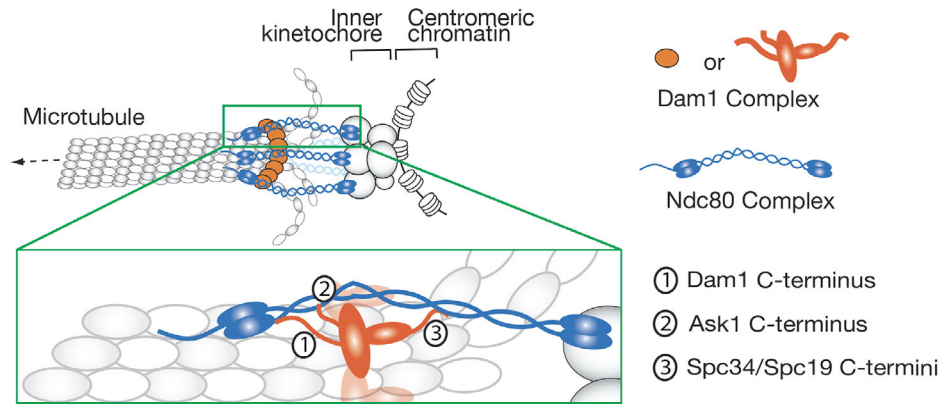 Inner
kinetochore
Centromeric
chromatin
Microtubule
or
Dam1 Complex
Ndc80 Complex
1 Dam1 C-terminus
2 Ask1 C-terminus
3 Spc34/Spc19 C-termini
2
1
3